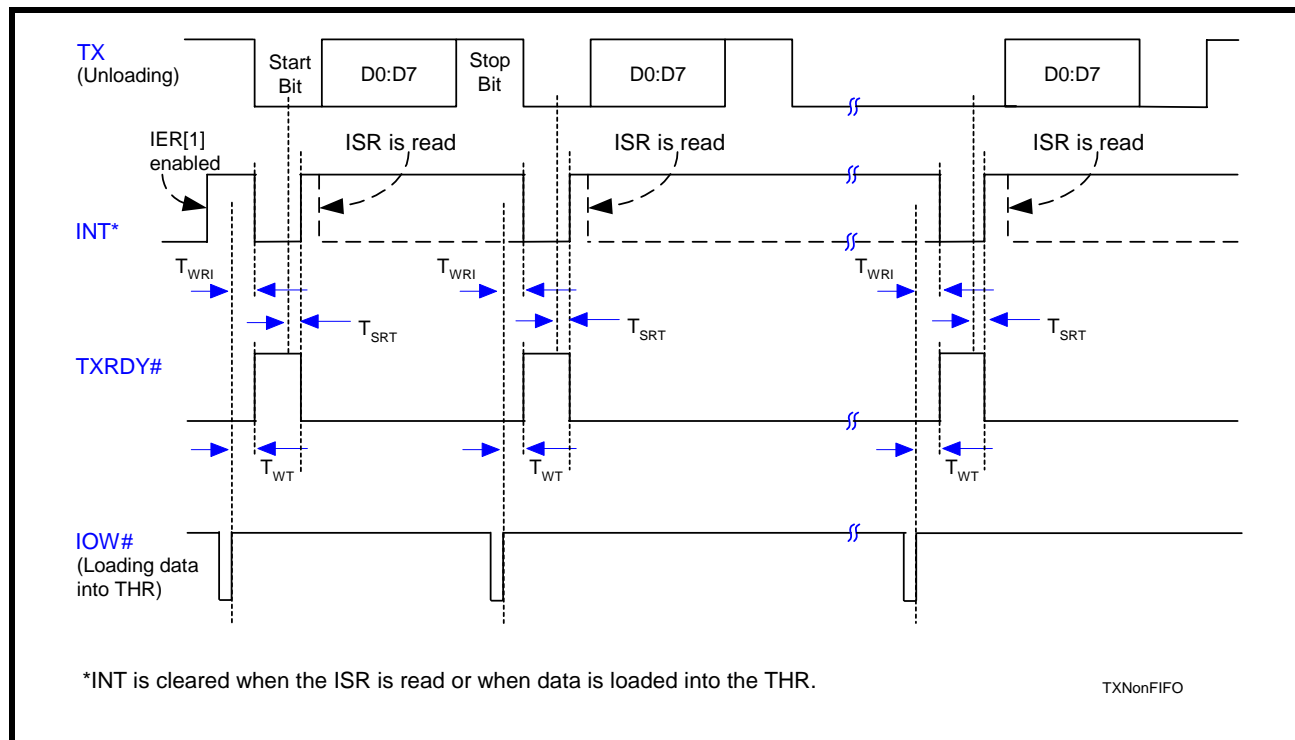 TX
(Unloading)
Start
Bit
D0:D7
Stop
Bit
D0:D7
D0:D7
IER[1]
enabled
ISR is read
ISR is read
ISR is read
INT*
TWRI
TWRI
TWRI
TSRT
TSRT
TSRT
TXRDY#
TWT
TWT
TWT
IOW#
(Loading data
into THR)
*INT is cleared when the ISR is read or when data is loaded into the THR.
TXNonFIFO